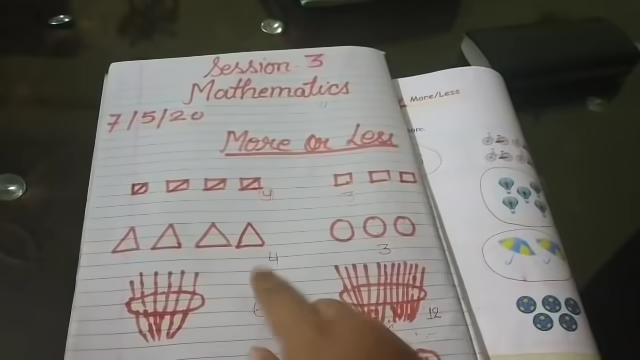 Session - 3
Mathematics
7/5/20
More or Less
4
4
3
12
More/Less